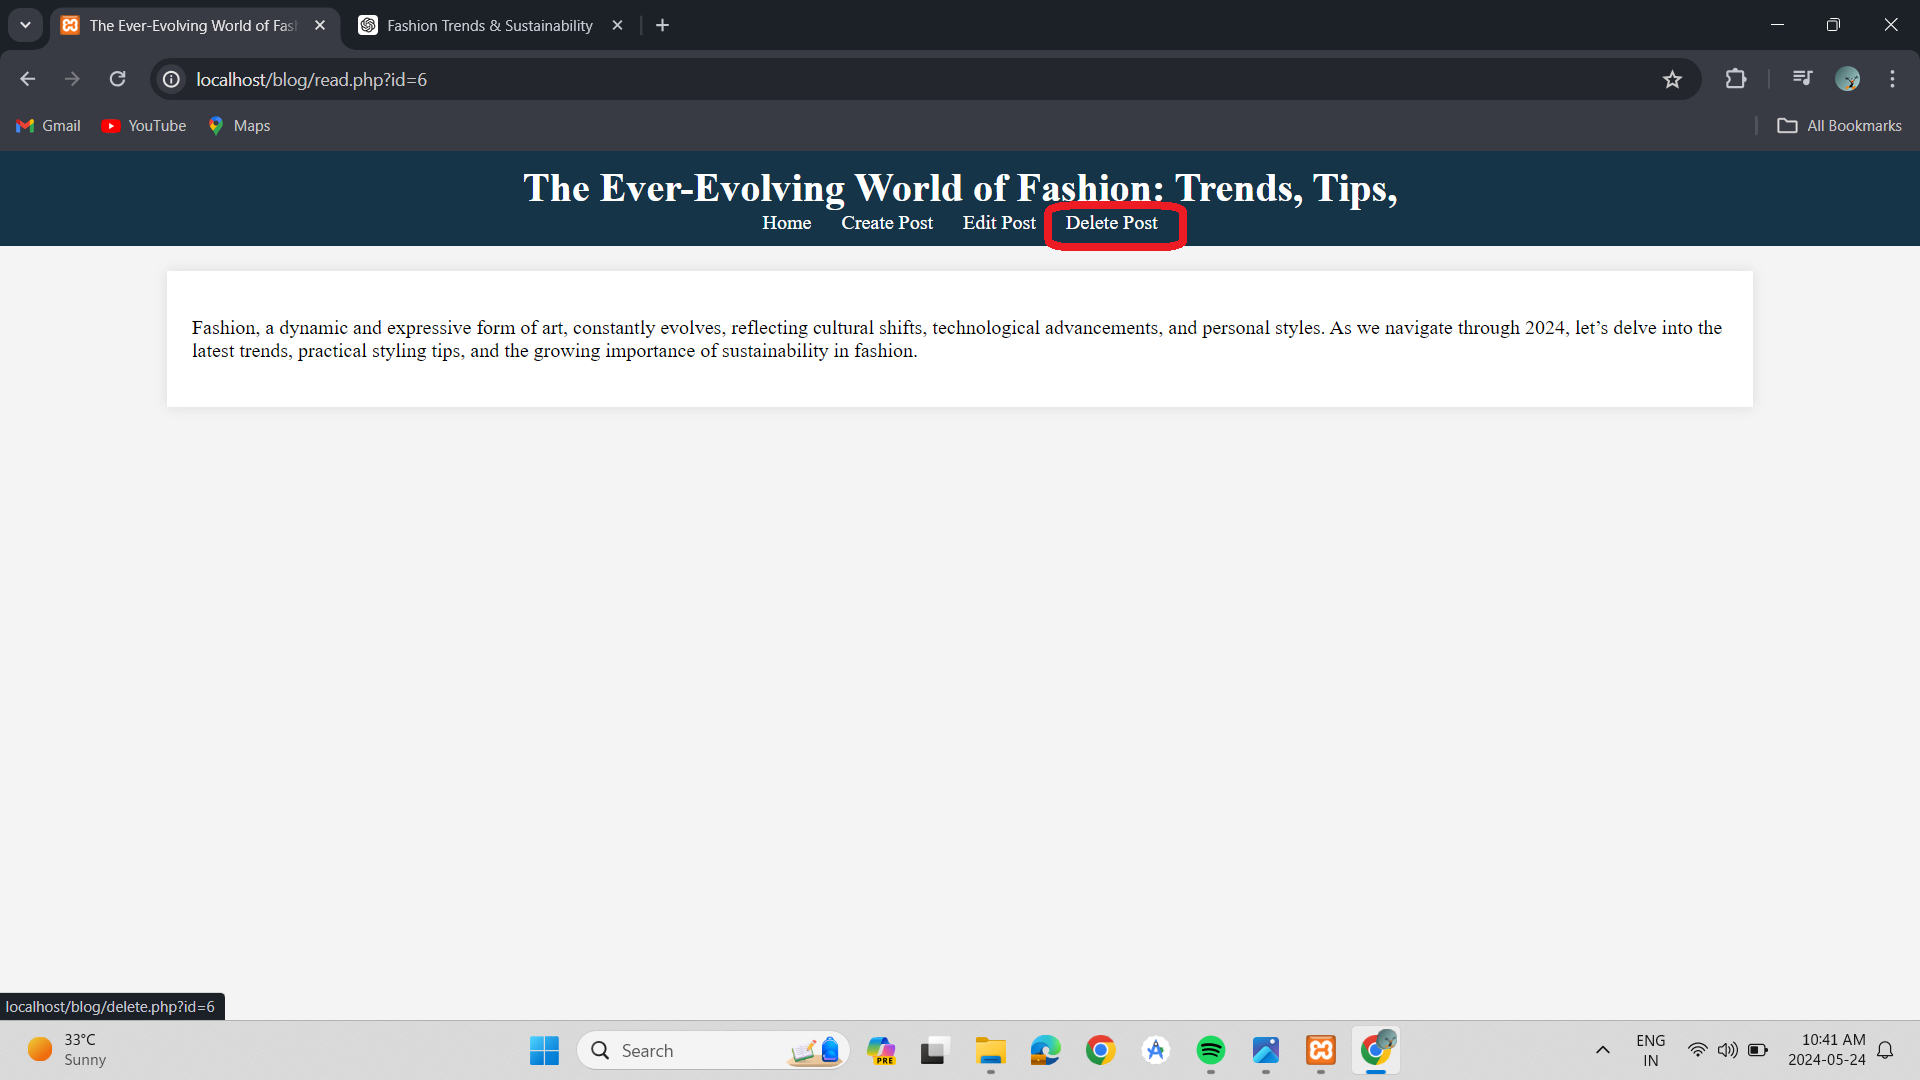 The Ever-Evolving World of Fas
Fashion Trends & Sustainability
localhost/blog/read.php?id=6
Gmail
YouTube
Maps
All Bookmarks
The Ever-Evolving World of Fashion: Trends, Tips,
Home
Create Post
Edit Post
Delete Post
Fashion, a dynamic and expressive form of art, constantly evolves, reflecting cultural shifts, technological advancements, and personal styles. As we navigate through 2024, let’s delve into the
latest trends, practical styling tips, and the growing importance of sustainability in fashion.
localhost/blog/delete.php?id=6
33°C
Sunny
Search
PRE
ENG
IN
10:41 AM
2024-05-24